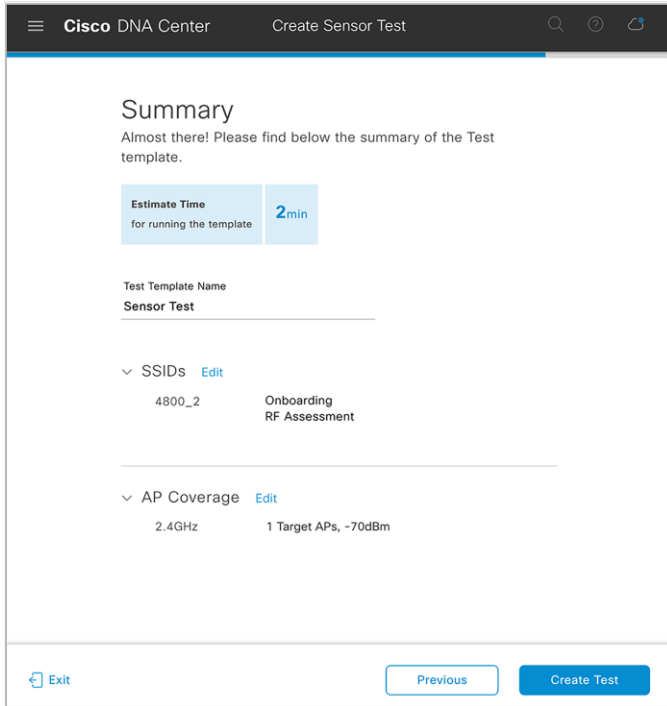 Cisco DNA Center
Create Sensor Test
Summary
Almost there! Please find below the summary of the Test
template.
Estimate Time
for running the template
2min
Test Template Name
Sensor Test
SSIDs Edit
4800_2 Onboarding
RF Assessment
AP Coverage Edit
2.4GHz 1 Target APs, -70dBm
Exit
Previous
Create Test